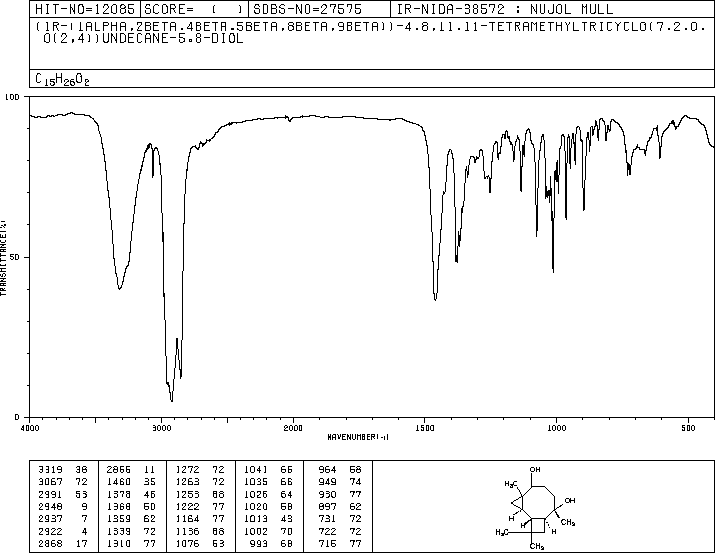 HIT-NO=12085 SCORE= ( ) SDBS-NO=27575 IR-NIDA-38572 : NUJOL MULL
(1R-(1ALPHA,2BETA,4BETA,5BETA,8BETA,9BETA))-4,8,11,11-TETRAMETHYLTRICYCLO(7.2.0.
0(2,4))UNDECANE-5,8-DIOL
C15H26O2
100
50
0
TRANSMITTANCE(%)
4000 3000 2000 1500 1000 500
WAVENUMBER(-1)
3319 38 2866 11 1272 72 1041 66 964 58
3067 72 1460 35 1263 72 1035 66 949 74
2991 53 1378 46 1253 68 1026 64 930 77
2948 9 1368 50 1222 77 1020 58 897 62
2937 7 1359 62 1164 77 1013 43 731 72
2922 4 1339 72 1136 68 1002 70 722 72
2868 17 1310 77 1076 53 993 68 716 77
OH
H3C
OH
H
H
CH3
H3C
CH3